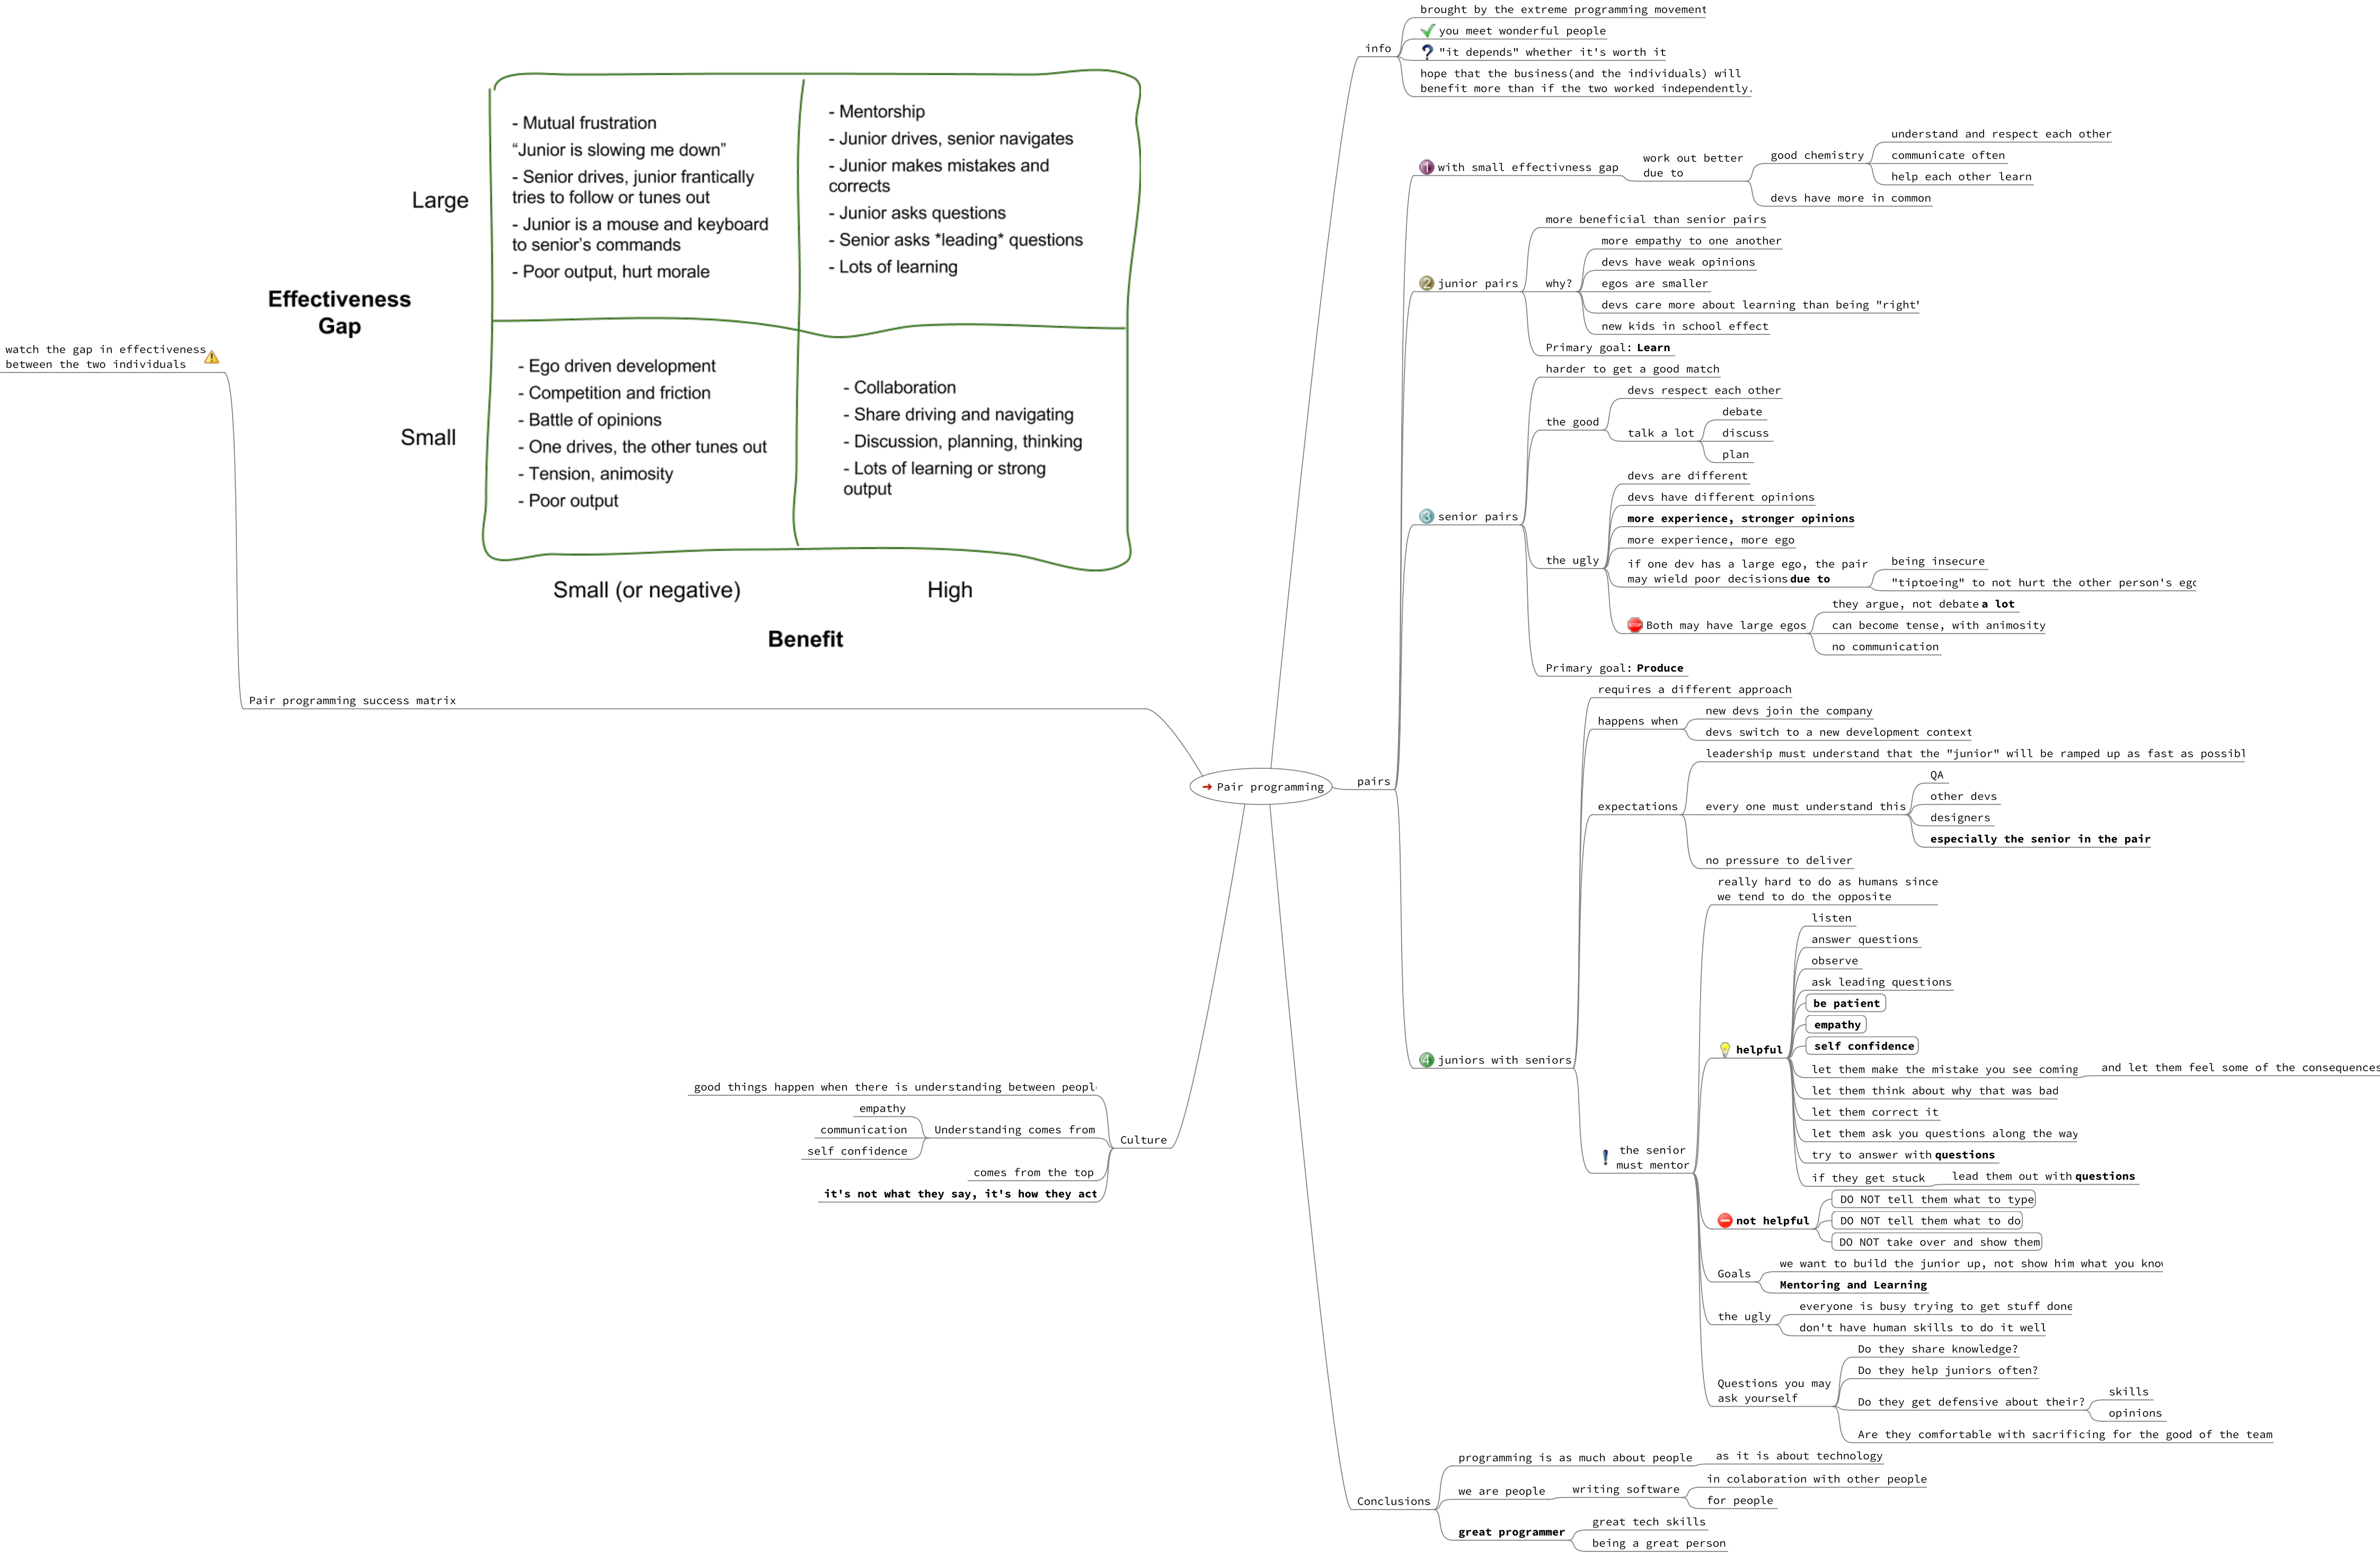 watch the gap in effectiveness
between the two individuals
Effectiveness
Gap
Large
Small
- Mutual frustration
“Junior is slowing me down”
- Senior drives, junior frantically
tries to follow or tunes out
- Junior is a mouse and keyboard
to senior’s commands
- Poor output, hurt morale
- Mentorship
- Junior drives, senior navigates
- Junior makes mistakes and
corrects
- Junior asks questions
- Senior asks *leading* questions
- Lots of learning
- Ego driven development
- Competition and friction
- Battle of opinions
- One drives, the other tunes out
- Tension, animosity
- Poor output
- Collaboration
- Share driving and navigating
- Discussion, planning, thinking
- Lots of learning or strong
output
Small (or negative)
High
Benefit
Pair programming success matrix
Pair programming
info
brought by the extreme programming movement
you meet wonderful people
"it depends" whether it's worth it
hope that the business(and the individuals) will
benefit more than if the two worked independently.
pairs
1 with small effectivness gap
work out better
due to
good chemistry
understand and respect each other
communicate often
help each other learn
devs have more in common
2 junior pairs
more beneficial than senior pairs
why?
more empathy to one another
devs have weak opinions
egos are smaller
devs care more about learning than being "right"
new kids in school effect
Primary goal: Learn
3 senior pairs
harder to get a good match
the good
devs respect each other
talk a lot
debate
discuss
plan
the ugly
devs are different
devs have different opinions
more experience, stronger opinions
more experience, more ego
if one dev has a large ego, the pair
may wield poor decisions due to
being insecure
"tiptoeing" to not hurt the other person's ego
STOP Both may have large egos
they argue, not debate a lot
can become tense, with animosity
no communication
Primary goal: Produce
4 juniors with seniors
requires a different approach
happens when
new devs join the company
devs switch to a new development context
expectations
leadership must understand that the "junior" will be ramped up as fast as possibl
every one must understand this
QA
other devs
designers
especially the senior in the pair
no pressure to deliver
the senior
must mentor
really hard to do as humans since
we tend to do the opposite
helpful
listen
answer questions
observe
ask leading questions
be patient
empathy
self confidence
let them make the mistake you see coming
and let them feel some of the consequences
let them think about why that was bad
let them correct it
let them ask you questions along the way
try to answer with questions
if they get stuck
lead them out with questions
not helpful
DO NOT tell them what to type
DO NOT tell them what to do
DO NOT take over and show them
Goals
we want to build the junior up, not show him what you know
Mentoring and Learning
the ugly
everyone is busy trying to get stuff done
don't have human skills to do it well
Questions you may
ask yourself
Do they share knowledge?
Do they help juniors often?
Do they get defensive about their?
skills
opinions
Are they comfortable with sacrificing for the good of the team
Culture
good things happen when there is understanding between peopl
Understanding comes from
empathy
communication
self confidence
comes from the top
it's not what they say, it's how they act
Conclusions
programming is as much about people
as it is about technology
we are people
writing software
in colaboration with other people
for people
great programmer
great tech skills
being a great person